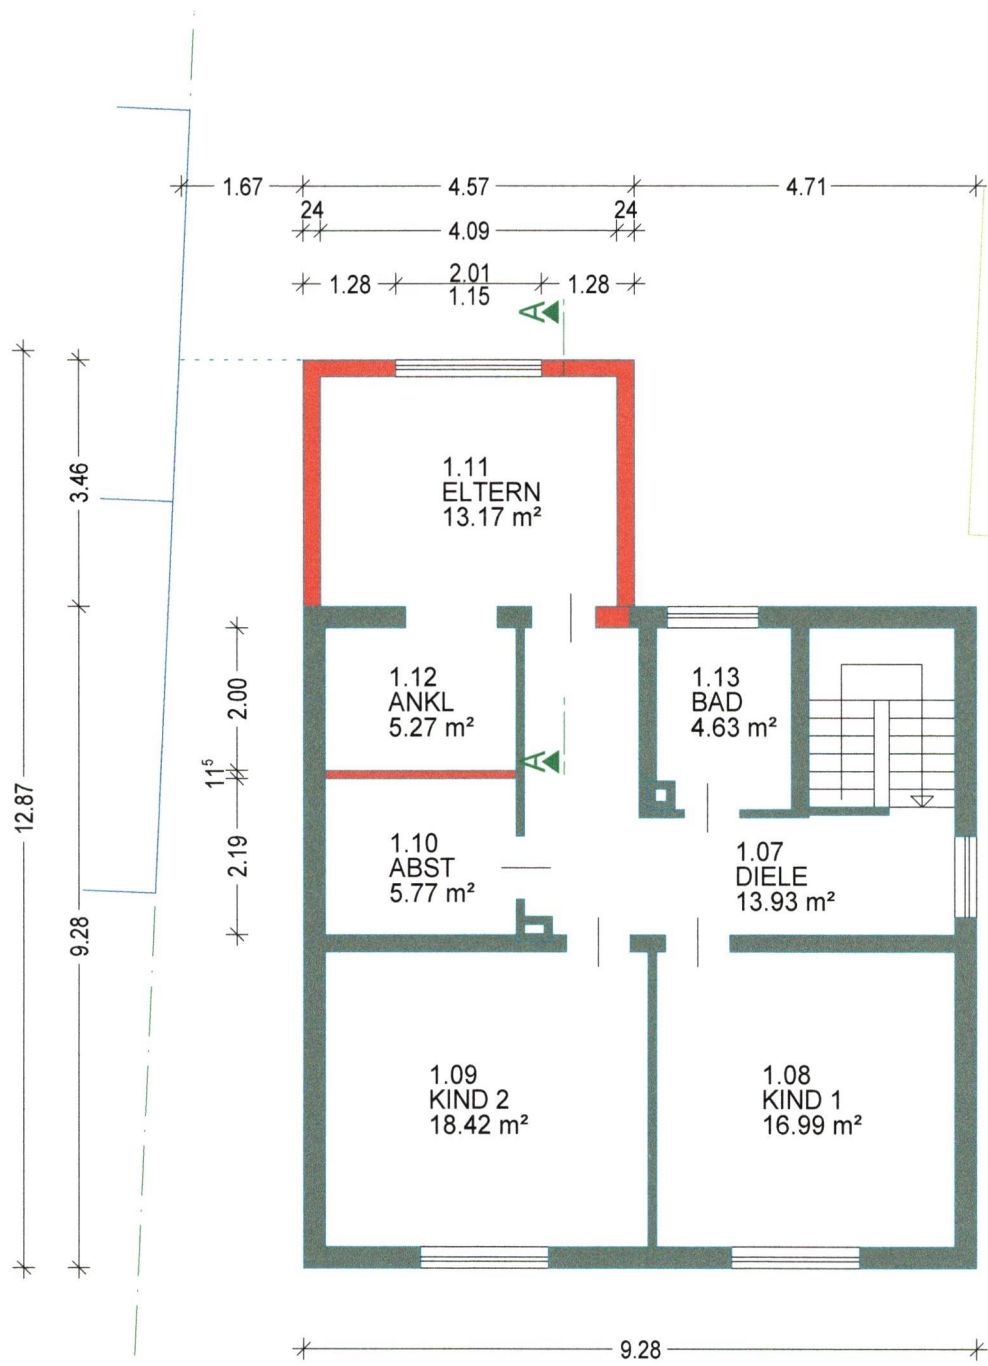 1.67 4.57 4.71
24 24
4.09
1.28 2.01 1.28
1.15
A
3.46
1.11
ELTERN
13.17 m²
12.87
2.00
1.12
ANKL
5.27 m²
1.13
BAD
4.63 m²
A
11⁵
9.28
2.19
1.10
ABST
5.77 m²
1.07
DIELE
13.93 m²
1.09
KIND 2
18.42 m²
1.08
KIND 1
16.99 m²
9.28